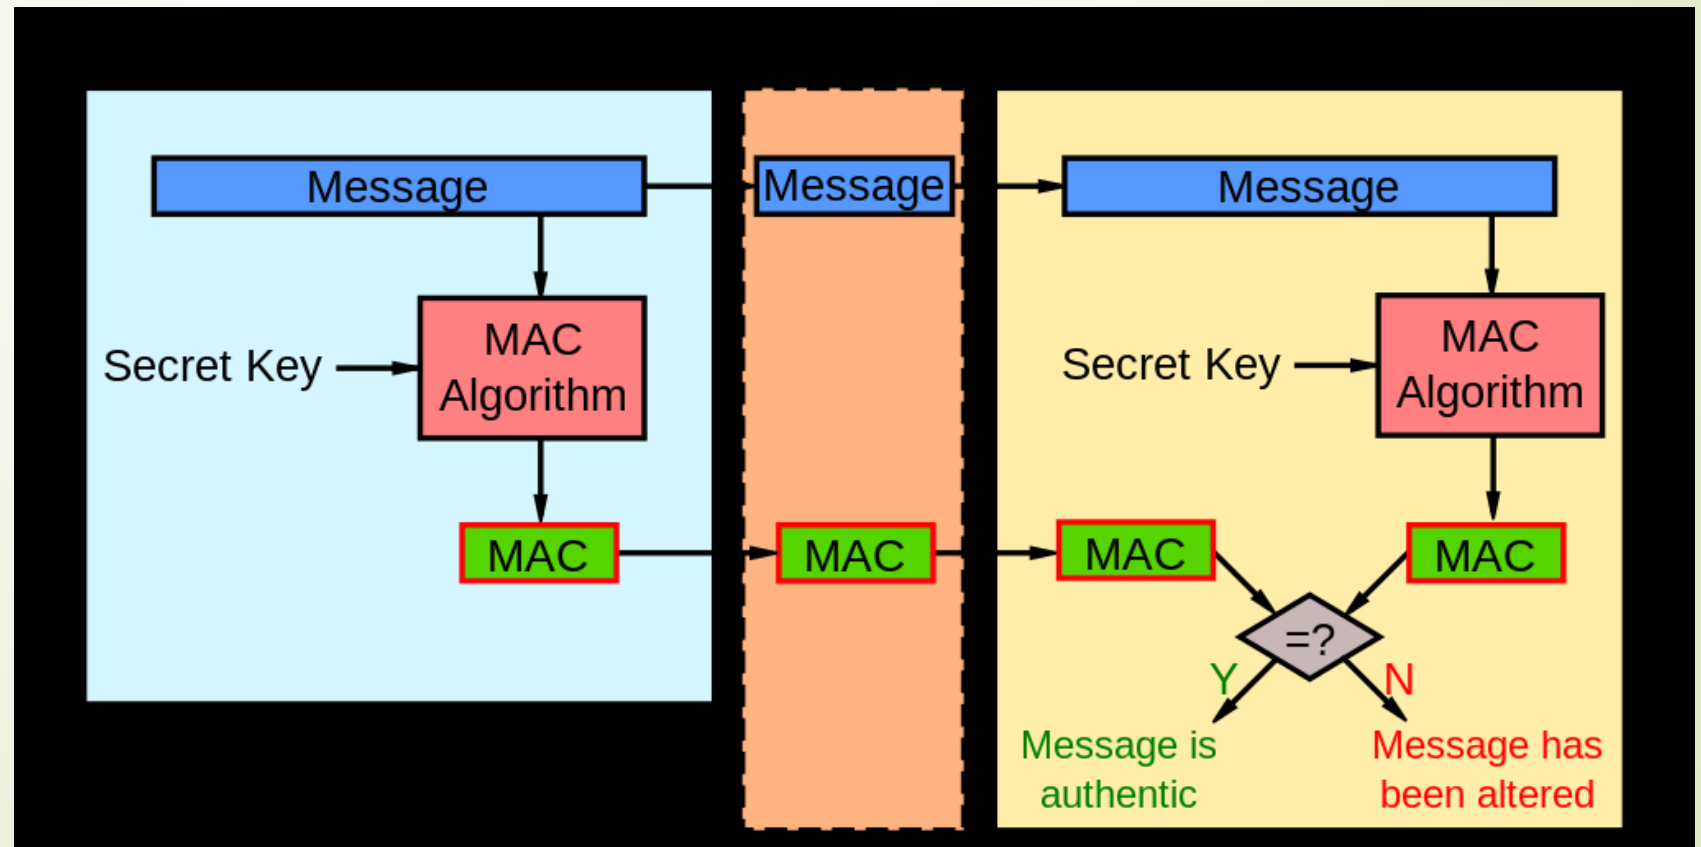 Message
Secret Key
MAC
Algorithm
MAC
Message
MAC
Message
Secret Key
MAC
Algorithm
MAC
MAC
=?
Y
N
Message is
authentic
Message has
been altered